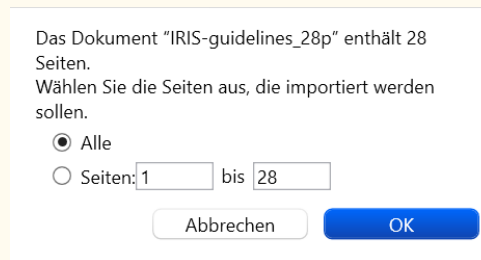 Das Dokument “IRIS-guidelines_28p” enthält 28
Seiten.
Wählen Sie die Seiten aus, die importiert werden
sollen.
Alle
Seiten: 1 bis 28
Abbrechen OK